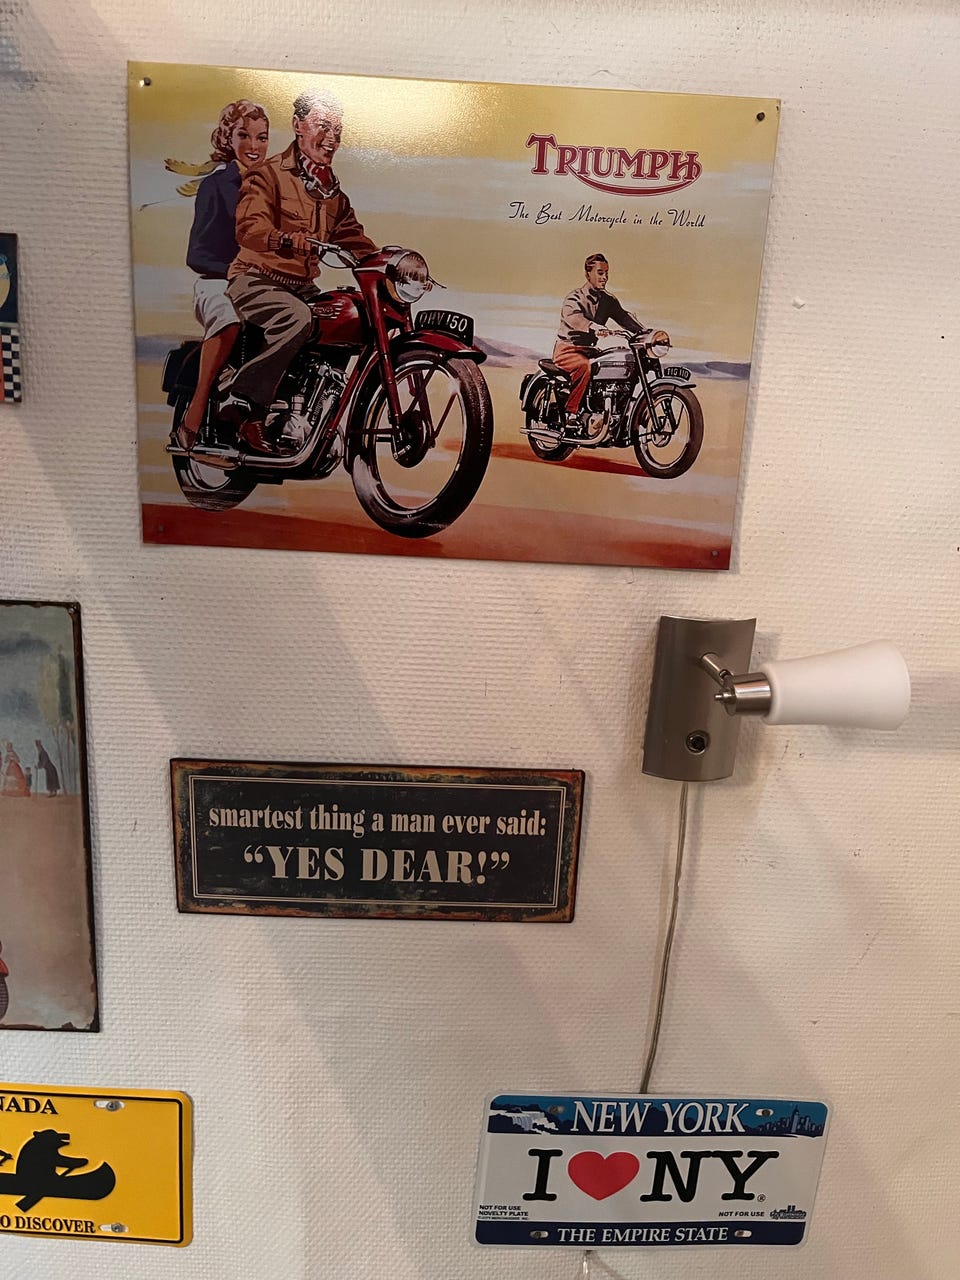 TRIUMPH
The Best Motorcycle in the World
OHV 150
smartest thing a man ever said:
“YES DEAR!”
NADA
O DISCOVER
NEW YORK
I ♥ NY®
NOT FOR USE
NOVELTY PLATE
NOT FOR USE
THE EMPIRE STATE